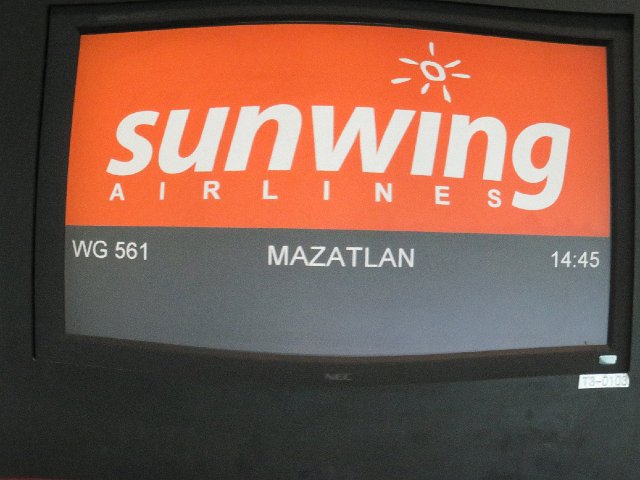 sunwing
AIRLINES
WG 561 MAZATLAN 14:45
NEC
T3-0103